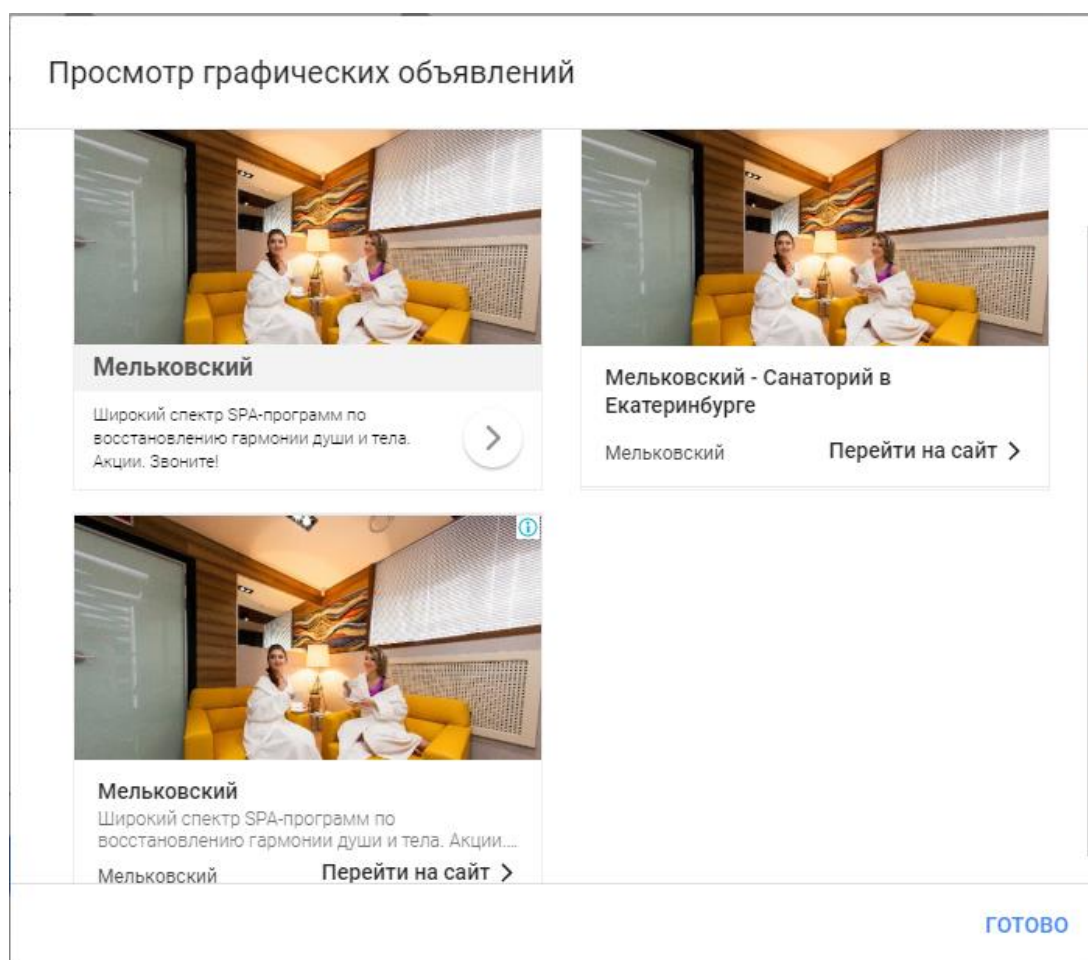 Просмотр графических объявлений
Мельковский
Широкий спектр SPA-программ по
восстановлению гармонии души и тела.
Акции. Звоните!
Мельковский - Санаторий в
Екатеринбурге
Мельковский
Перейти на сайт
Мельковский
Широкий спектр SPA-программ по
восстановлению гармонии души и тела. Акции....
Мельковский
Перейти на сайт
ГОТОВО